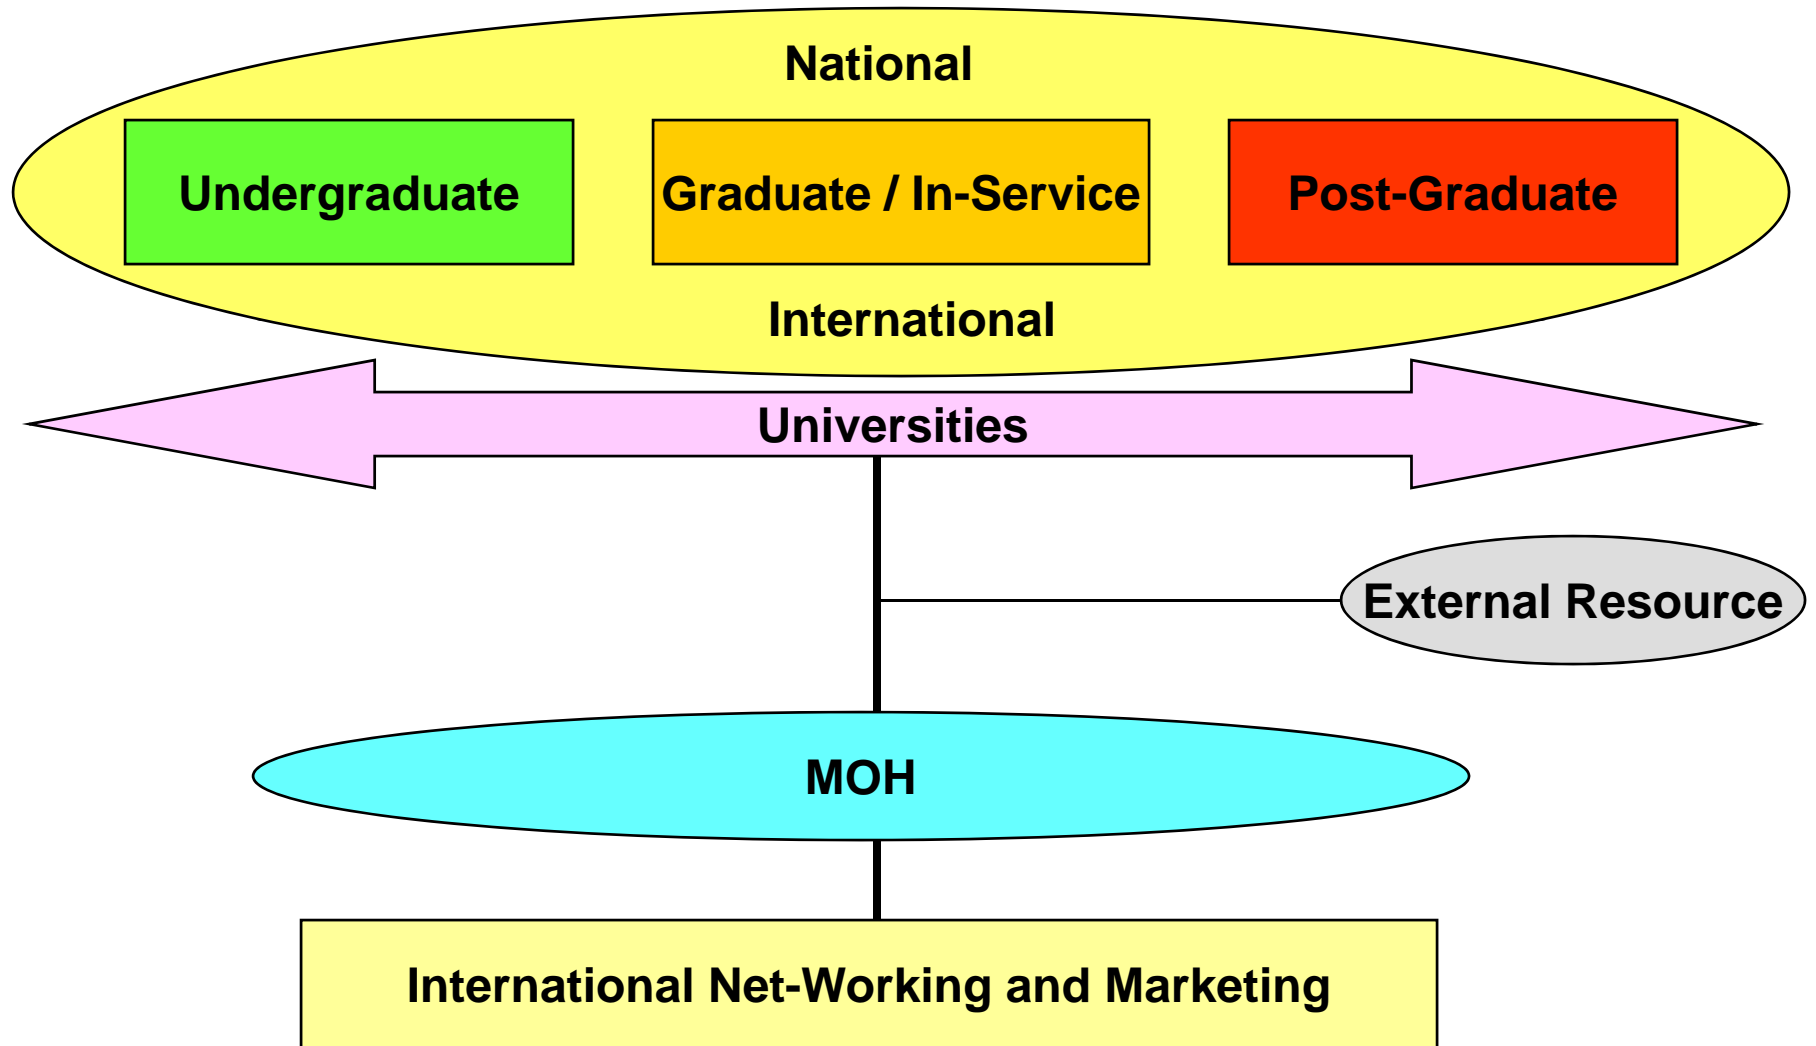 National
Undergraduate
Graduate / In-Service
Post-Graduate
International
Universities
External Resource
MOH
International Net-Working and Marketing